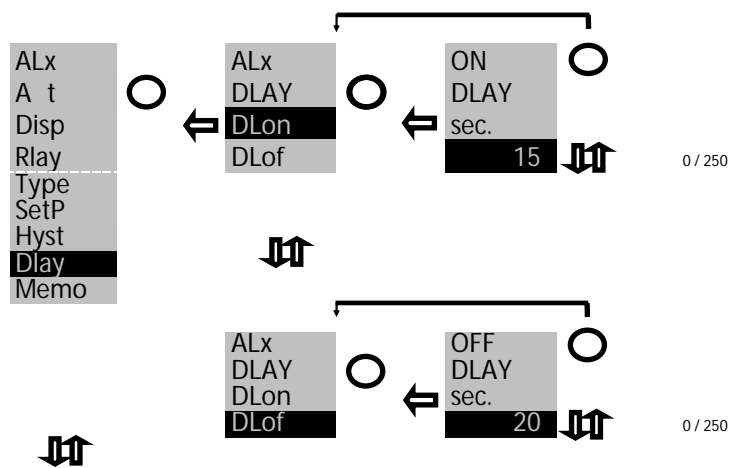 ALx
A t
Disp
Rlay
Type
SetP
Hyst
Dlay
Memo
ALx
DLAY
DLon
DLof
ON
DLAY
sec.
15
0 / 250
ALx
DLAY
DLon
DLof
OFF
DLAY
sec.
20
0 / 250